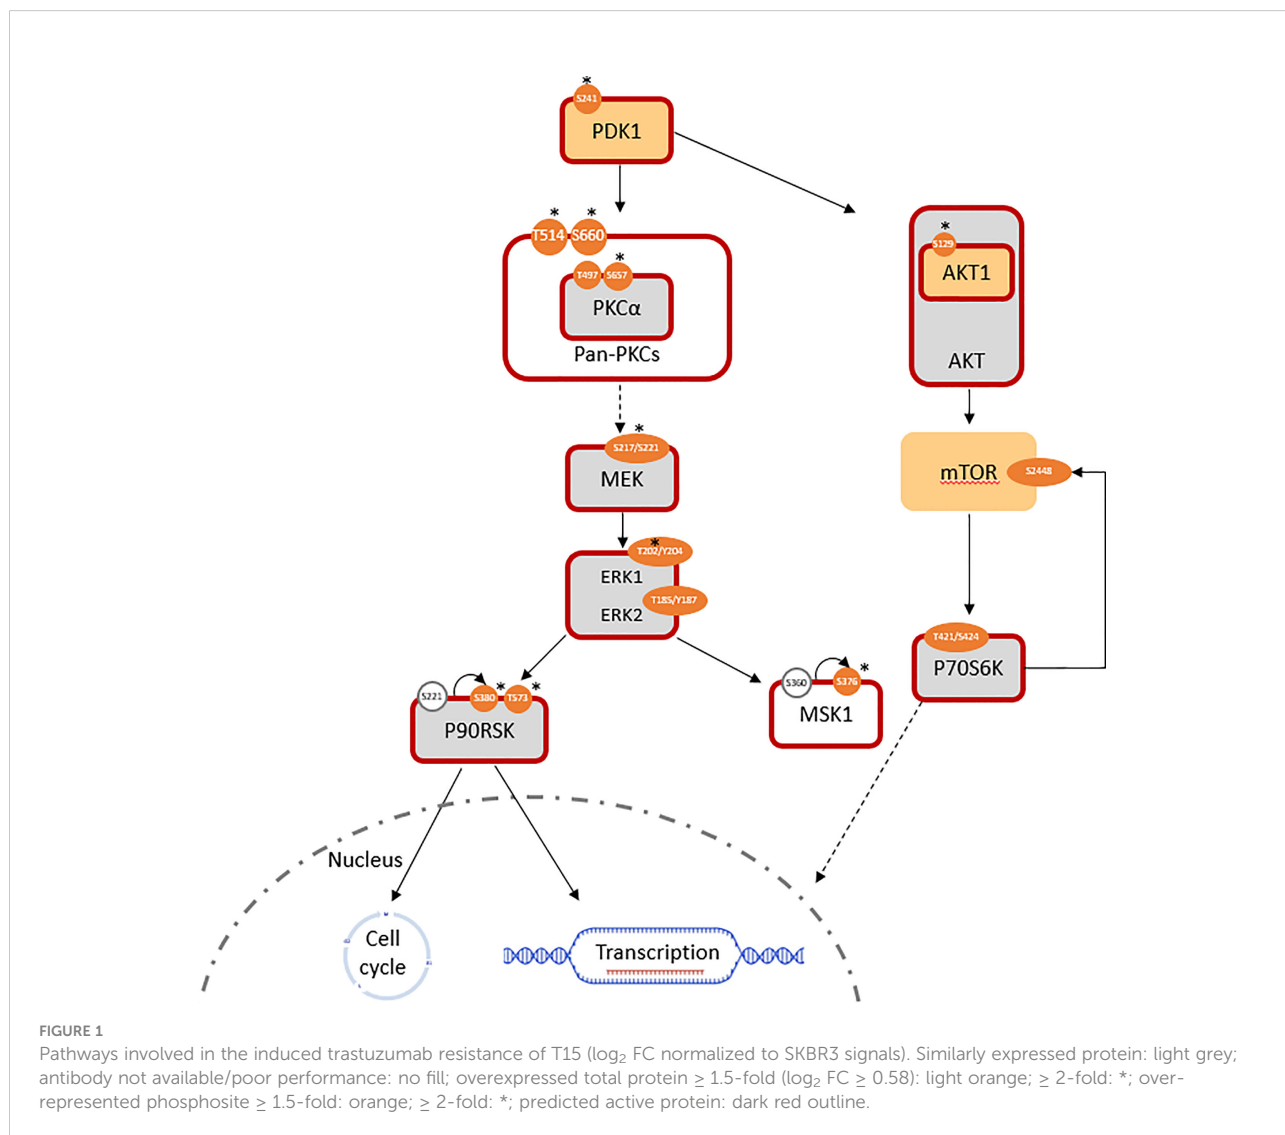 *
S241
PDK1
*
*
T514
S660
*
T497
S657
PKCα
Pan-PKCs
*
S129
AKT1
AKT
*
S217/S221
MEK
mTOR
S2448
*
T202/Y204
ERK1
T185/Y187
ERK2
T421/S424
P70S6K
S221
S380
*
T573
*
P90RSK
S360
S376
*
MSK1
Nucleus
Cell
cycle
Transcription
FIGURE 1
Pathways involved in the induced trastuzumab resistance of T15 (log₂ FC normalized to SKBR3 signals). Similarly expressed protein: light grey;
antibody not available/poor performance: no fill; overexpressed total protein ≥ 1.5-fold (log₂ FC ≥ 0.58): light orange; ≥ 2-fold: *; over-
represented phosphosite ≥ 1.5-fold: orange; ≥ 2-fold: *; predicted active protein: dark red outline.